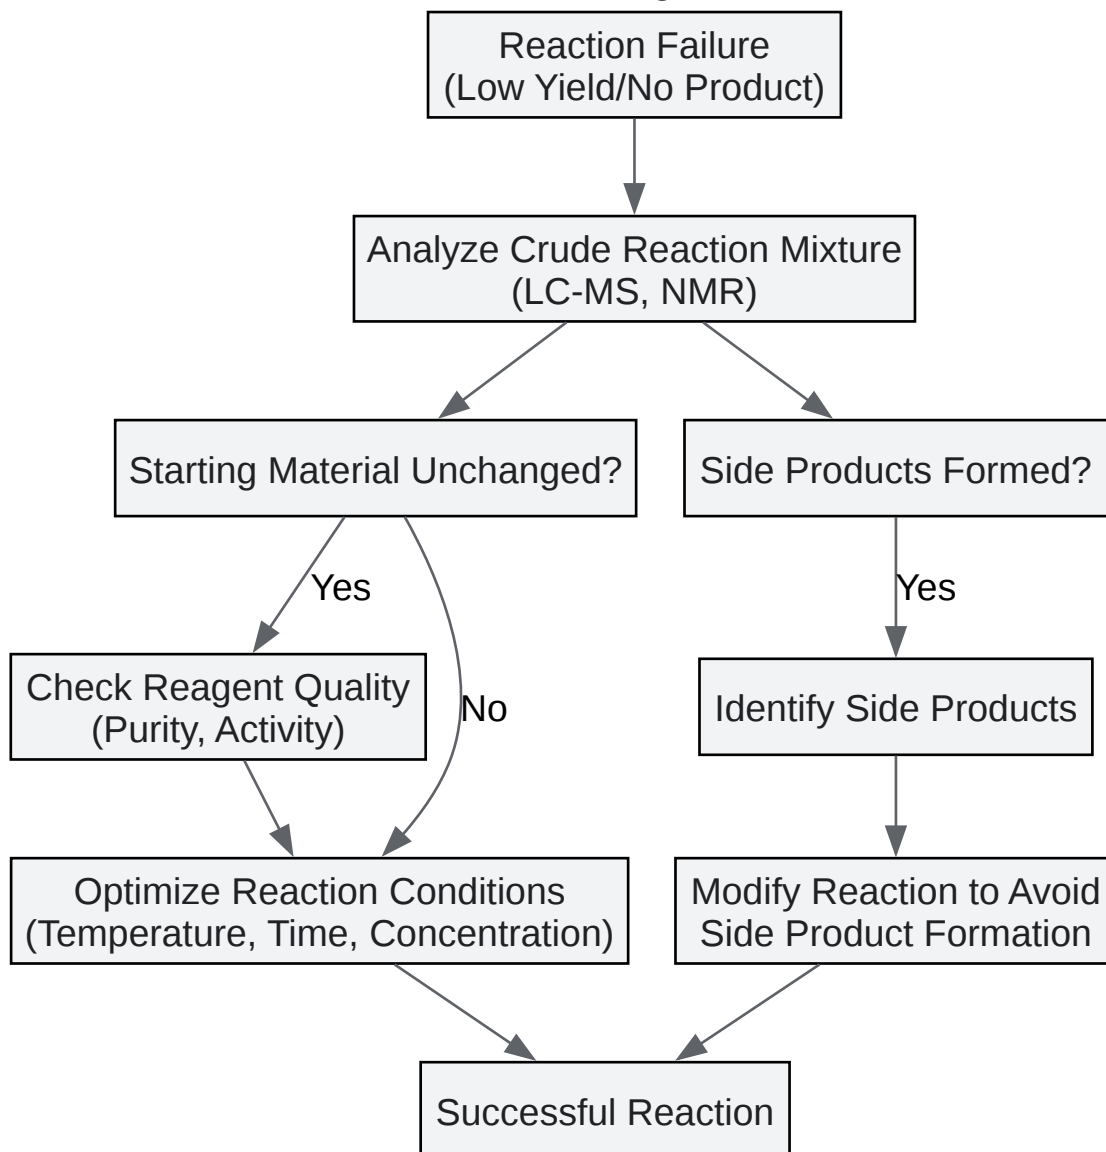 Reaction Failure
(Low Yield/No Product)
Analyze Crude Reaction Mixture
(LC-MS, NMR)
Starting Material Unchanged?
Side Products Formed?
Yes
Yes
Check Reagent Quality
(Purity, Activity)
No
Identify Side Products
Optimize Reaction Conditions
(Temperature, Time, Concentration)
Modify Reaction to Avoid
Side Product Formation
Successful Reaction